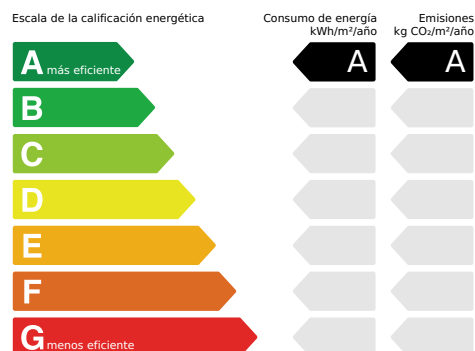 Escala de la calificación energética
Consumo de energía
kWh/m²/año
Emisiones
kg CO₂/m²/año
A más eficiente
A
A
B
C
D
E
F
G menos eficiente